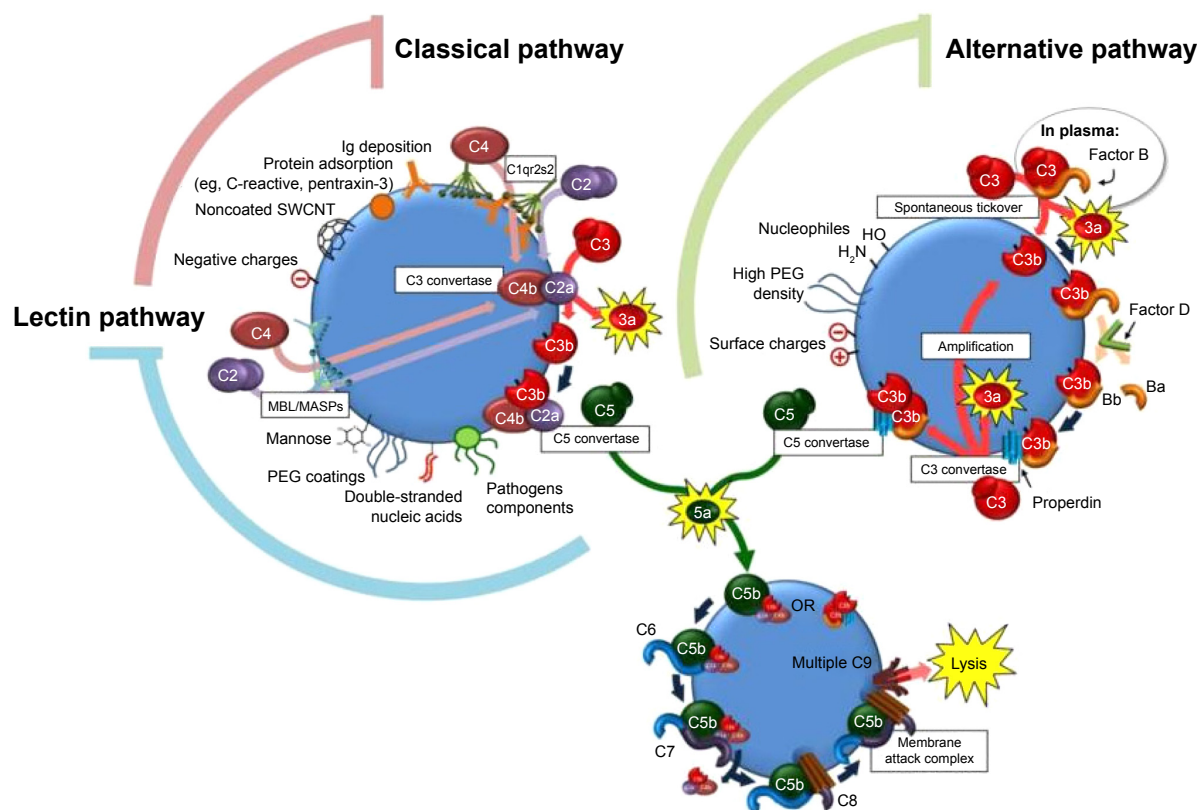 Classical pathway
Alternative pathway
Lectin pathway
Ig deposition
Protein adsorption
(eg, C-reactive, pentraxin-3)
Noncoated SWCNT
Negative charges
C4
C1qr2s2
C2
C3
C3 convertase
C4b
C2a
3a
C3b
C4
C2
MBL/MASPs
Mannose
PEG coatings
Double-stranded
nucleic acids
Pathogens
components
C3b
C4b
C2a
C5
C5 convertase
In plasma:
Factor B
C3
C3
Spontaneous tickover
3a
Nucleophiles
HO
H2N
High PEG
density
Surface charges
C3b
C3b
Factor D
Amplification
C3b
Bb
Ba
3a
C3b
C3b
C3b
C5
C5 convertase
C3 convertase
C3
Properdin
5a
C5b
OR
C6
C5b
Multiple C9
Lysis
C5b
C7
C5b
C8
C5b
Membrane
attack complex